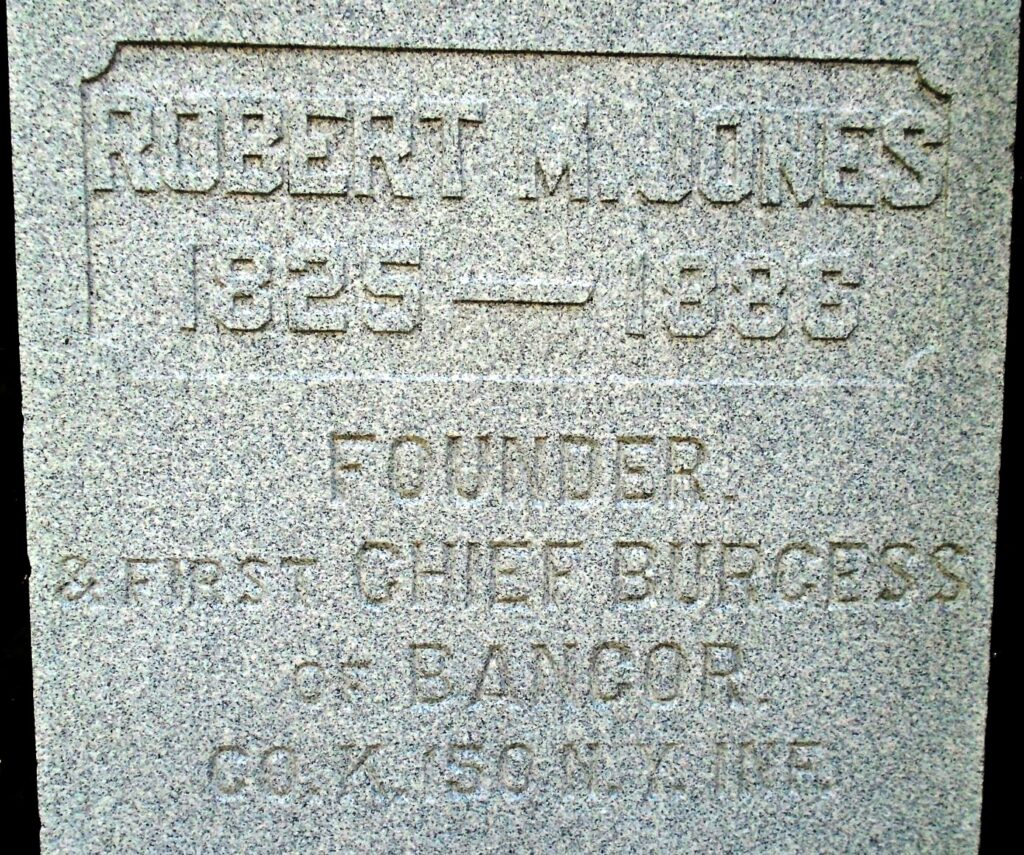 ROBERT M. JONES
1825 — 1886
FOUNDER.
& FIRST CHIEF BURGESS
OF BANGOR.
CO. K. 150 N. Y. INF.